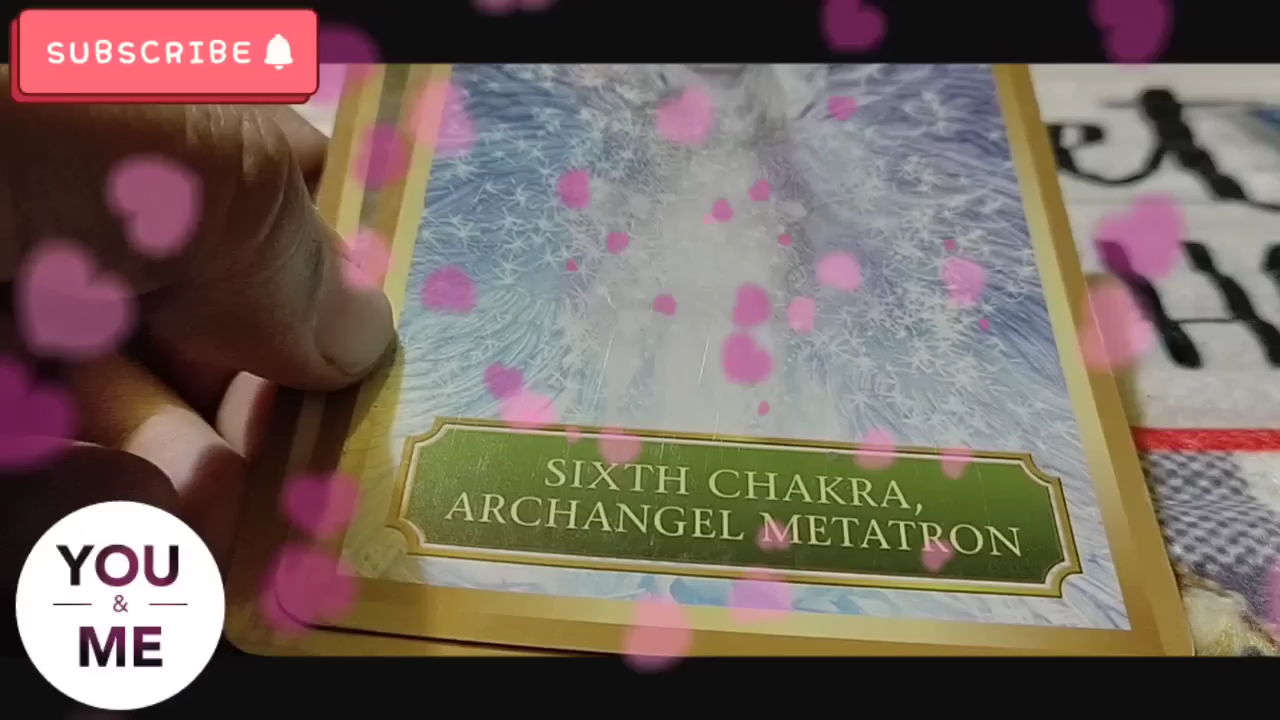 SUBSCRIBE
SIXTH CHAKRA,
ARCHANGEL METATRON
YOU
&
ME